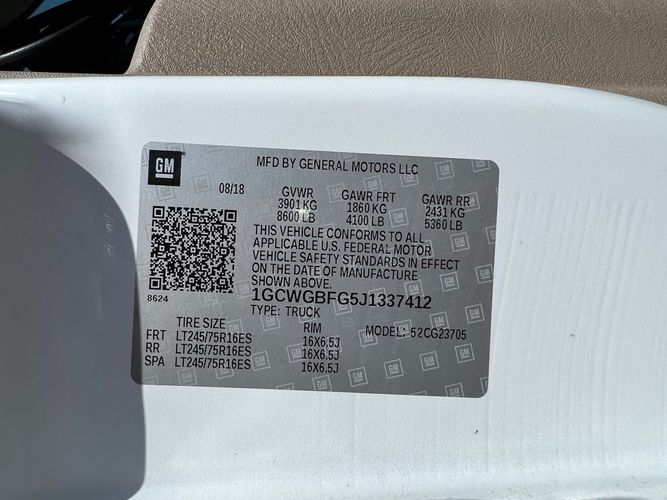 GM
MFD BY GENERAL MOTORS LLC
08/18 GVWR GAWR FRT GAWR RR
3901 KG 1860 KG 2431 KG
8600 LB 4100 LB 5360 LB
THIS VEHICLE CONFORMS TO ALL
APPLICABLE U.S. FEDERAL MOTOR
VEHICLE SAFETY STANDARDS IN EFFECT
ON THE DATE OF MANUFACTURE
SHOWN ABOVE.
8624
1GCWGBFG5J1337412
TYPE: TRUCK
TIRE SIZE RIM MODEL: 52CG23705
FRT LT245/75R16ES 16X6.5J
RR LT245/75R16ES 16X6.5J
SPA LT245/75R16ES 16X6.5J